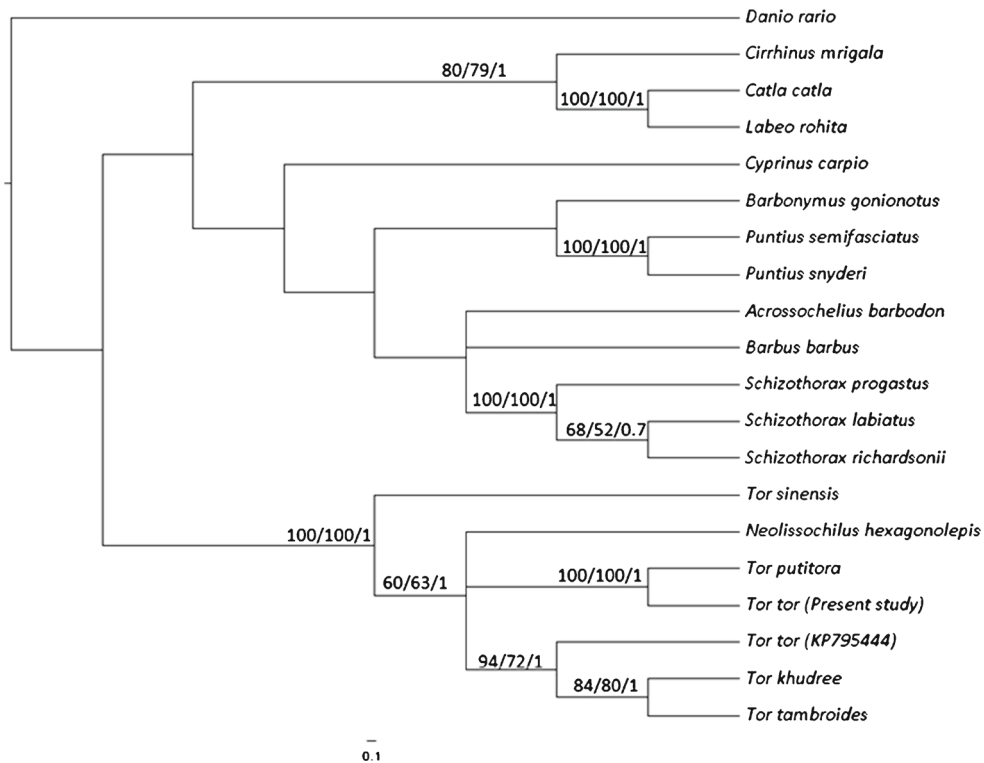 Danio rario
Cirrhinus mrigala
80/79/1
Catla catla
100/100/1
Labeo rohita
Cyprinus carpio
Barbonymus gonionotus
Puntius semifasciatus
100/100/1
Puntius snyderi
Acrossochelius barbodon
Barbus barbus
Schizothorax progastus
100/100/1
Schizothorax labiatus
68/52/0.7
Schizothorax richardsonii
Tor sinensis
100/100/1
Neolissochilus hexagonolepis
Tor putitora
100/100/1
60/63/1
Tor tor (Present study)
Tor tor (KP795444)
94/72/1
Tor khudree
84/80/1
Tor tambroides
0.1